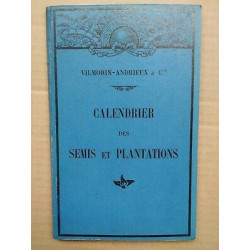 VILMORIN-ANDRIEUX & Cie
CALENDRIER
DES
SEMIS ET PLANTATIONS